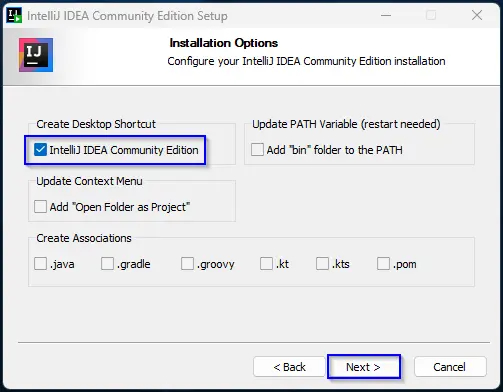 IntelliJ IDEA Community Edition Setup
IJ
Installation Options
Configure your IntelliJ IDEA Community Edition installation
Create Desktop Shortcut
IntelliJ IDEA Community Edition
Update PATH Variable (restart needed)
Add "bin" folder to the PATH
Update Context Menu
Add "Open Folder as Project"
Create Associations
.java .gradle .groovy .kt .kts .pom
< Back Next > Cancel